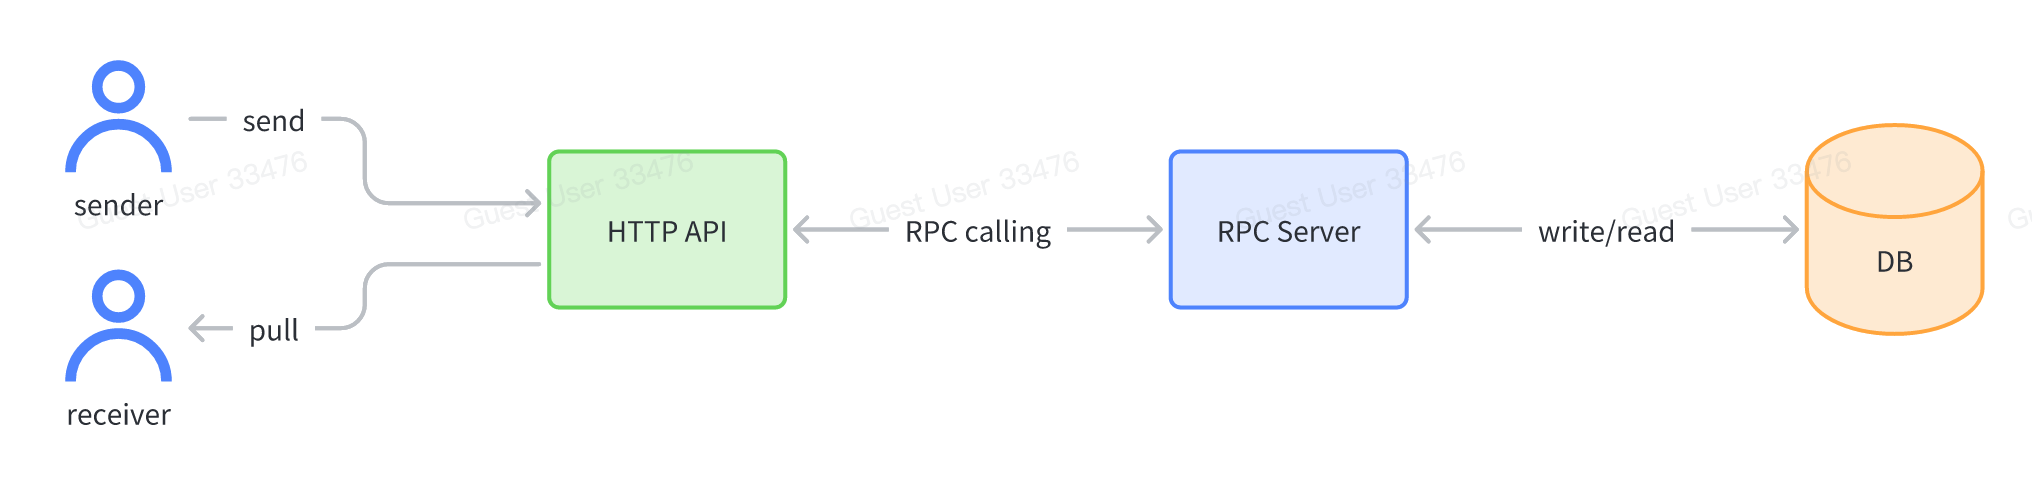 send
sender
HTTP API
RPC calling
RPC Server
write/read
DB
pull
receiver
Guest User 33476
Guest User 33476
Guest User 33476
Guest User 33476
Guest User 33476